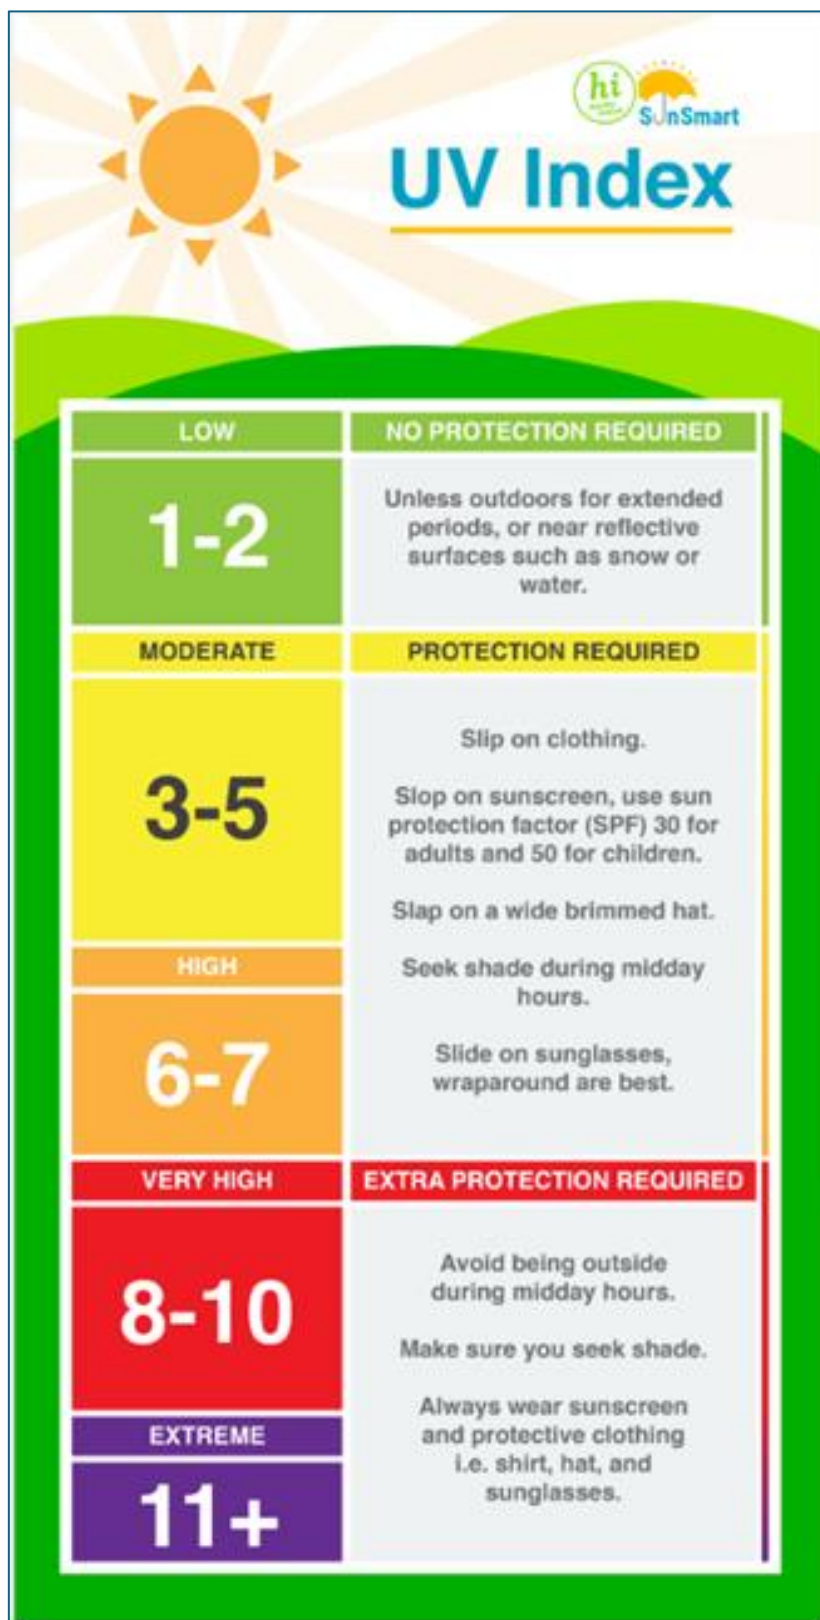 hi
SunSmart
UV Index
LOW
NO PROTECTION REQUIRED
1-2
Unless outdoors for extended
periods, or near reflective
surfaces such as snow or
water.
MODERATE
PROTECTION REQUIRED
3-5
Slip on clothing.
Slop on sunscreen, use sun
protection factor (SPF) 30 for
adults and 50 for children.
Slap on a wide brimmed hat.
HIGH
Seek shade during midday
hours.
6-7
Slide on sunglasses,
wraparound are best.
VERY HIGH
EXTRA PROTECTION REQUIRED
8-10
Avoid being outside
during midday hours.
Make sure you seek shade.
Always wear sunscreen
and protective clothing
i.e. shirt, hat, and
sunglasses.
EXTREME
11+